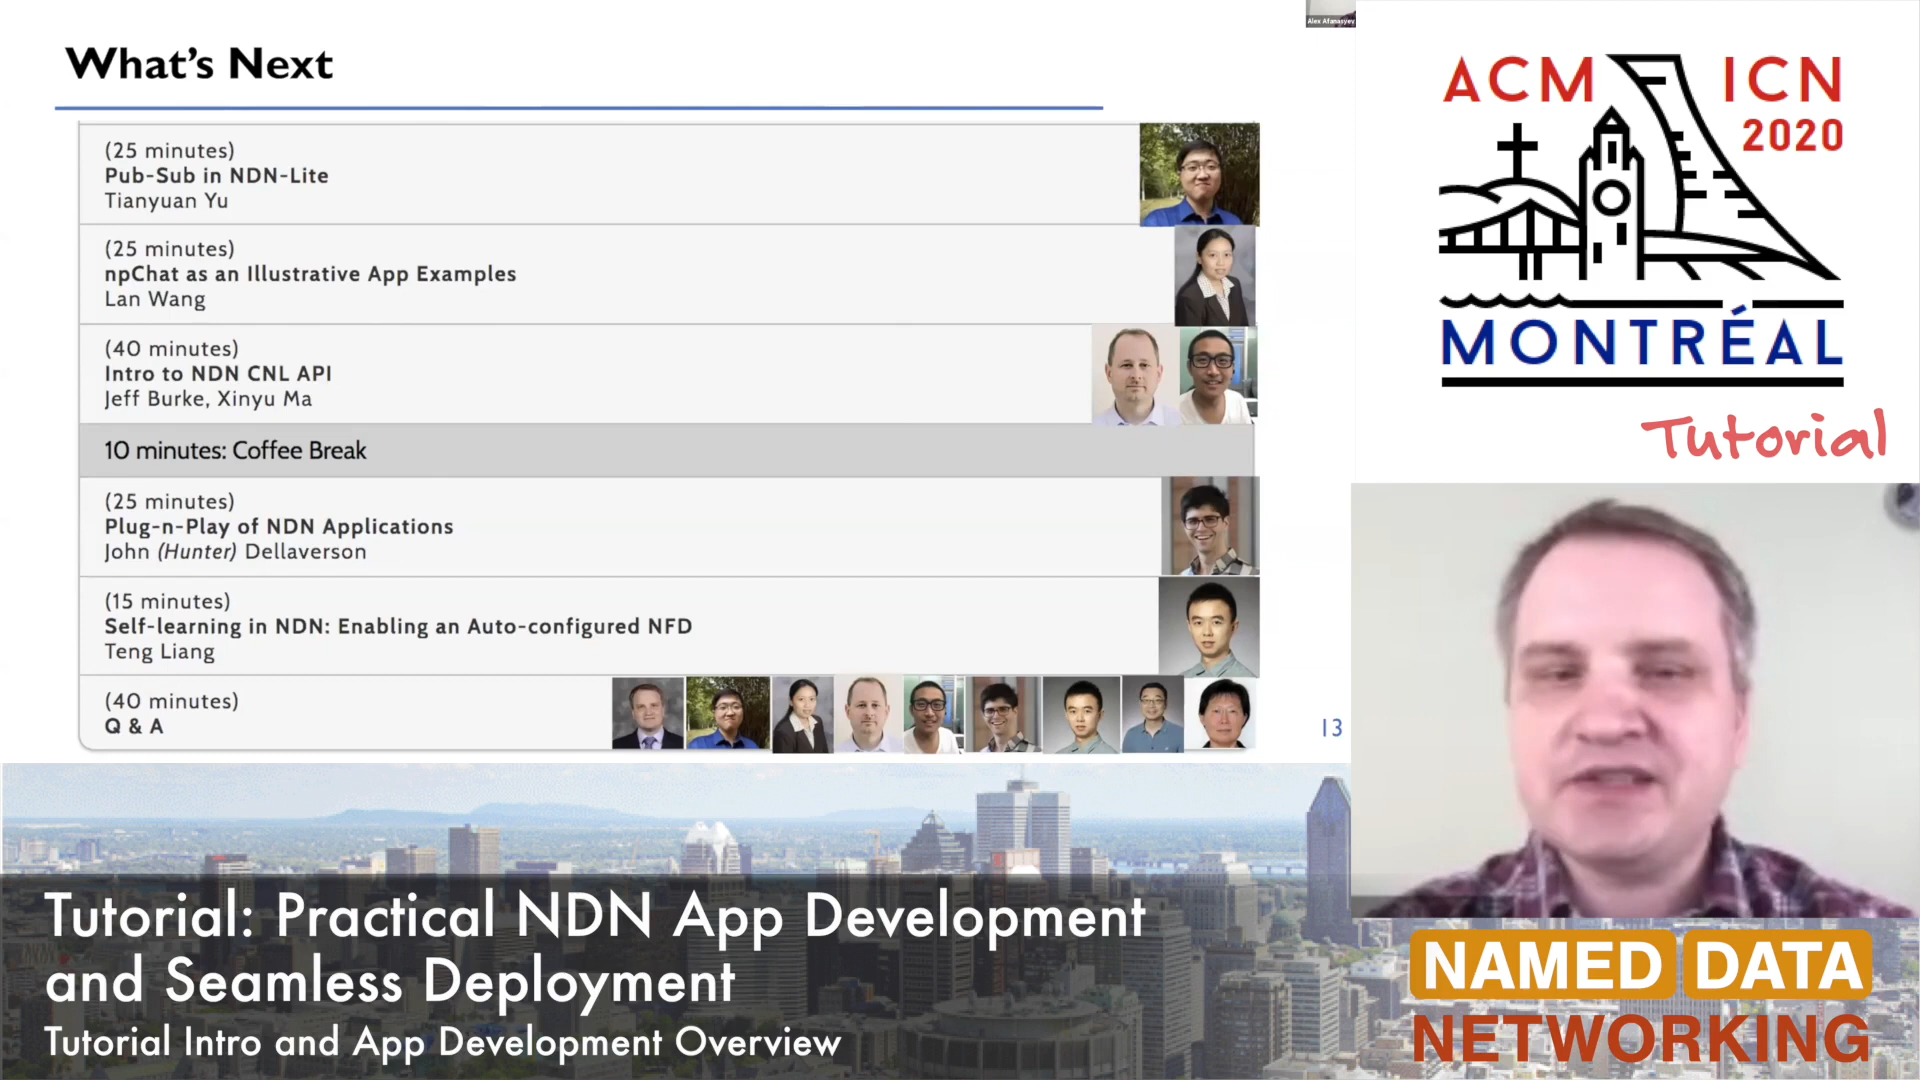 What's Next
(25 minutes)
Pub-Sub in NDN-Lite
Tianyuan Yu
(25 minutes)
npChat as an Illustrative App Examples
Lan Wang
(40 minutes)
Intro to NDN CNL API
Jeff Burke, Xinyu Ma
10 minutes: Coffee Break
(25 minutes)
Plug-n-Play of NDN Applications
John (Hunter) Dellaverson
(15 minutes)
Self-learning in NDN: Enabling an Auto-configured NFD
Teng Liang
(40 minutes)
Q & A
13
Alex Afanasyev
ACM ICN
2020
MONTRÉAL
Tutorial
Tutorial: Practical NDN App Development
and Seamless Deployment
Tutorial Intro and App Development Overview
NAMED DATA
NETWORKING